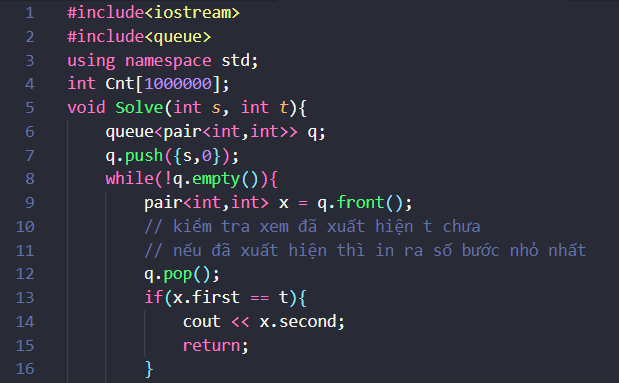 1 #include<iostream>
2 #include<queue>
3 using namespace std;
4 int Cnt[1000000];
5 void Solve(int s, int t){
6 queue<pair<int,int>> q;
7 q.push({s,0});
8 while(!q.empty()){
9 pair<int,int> x = q.front();
10 // kiểm tra xem đã xuất hiện t chưa
11 // nếu đã xuất hiện thì in ra số bước nhỏ nhất
12 q.pop();
13 if(x.first == t){
14 cout << x.second;
15 return;
16 }